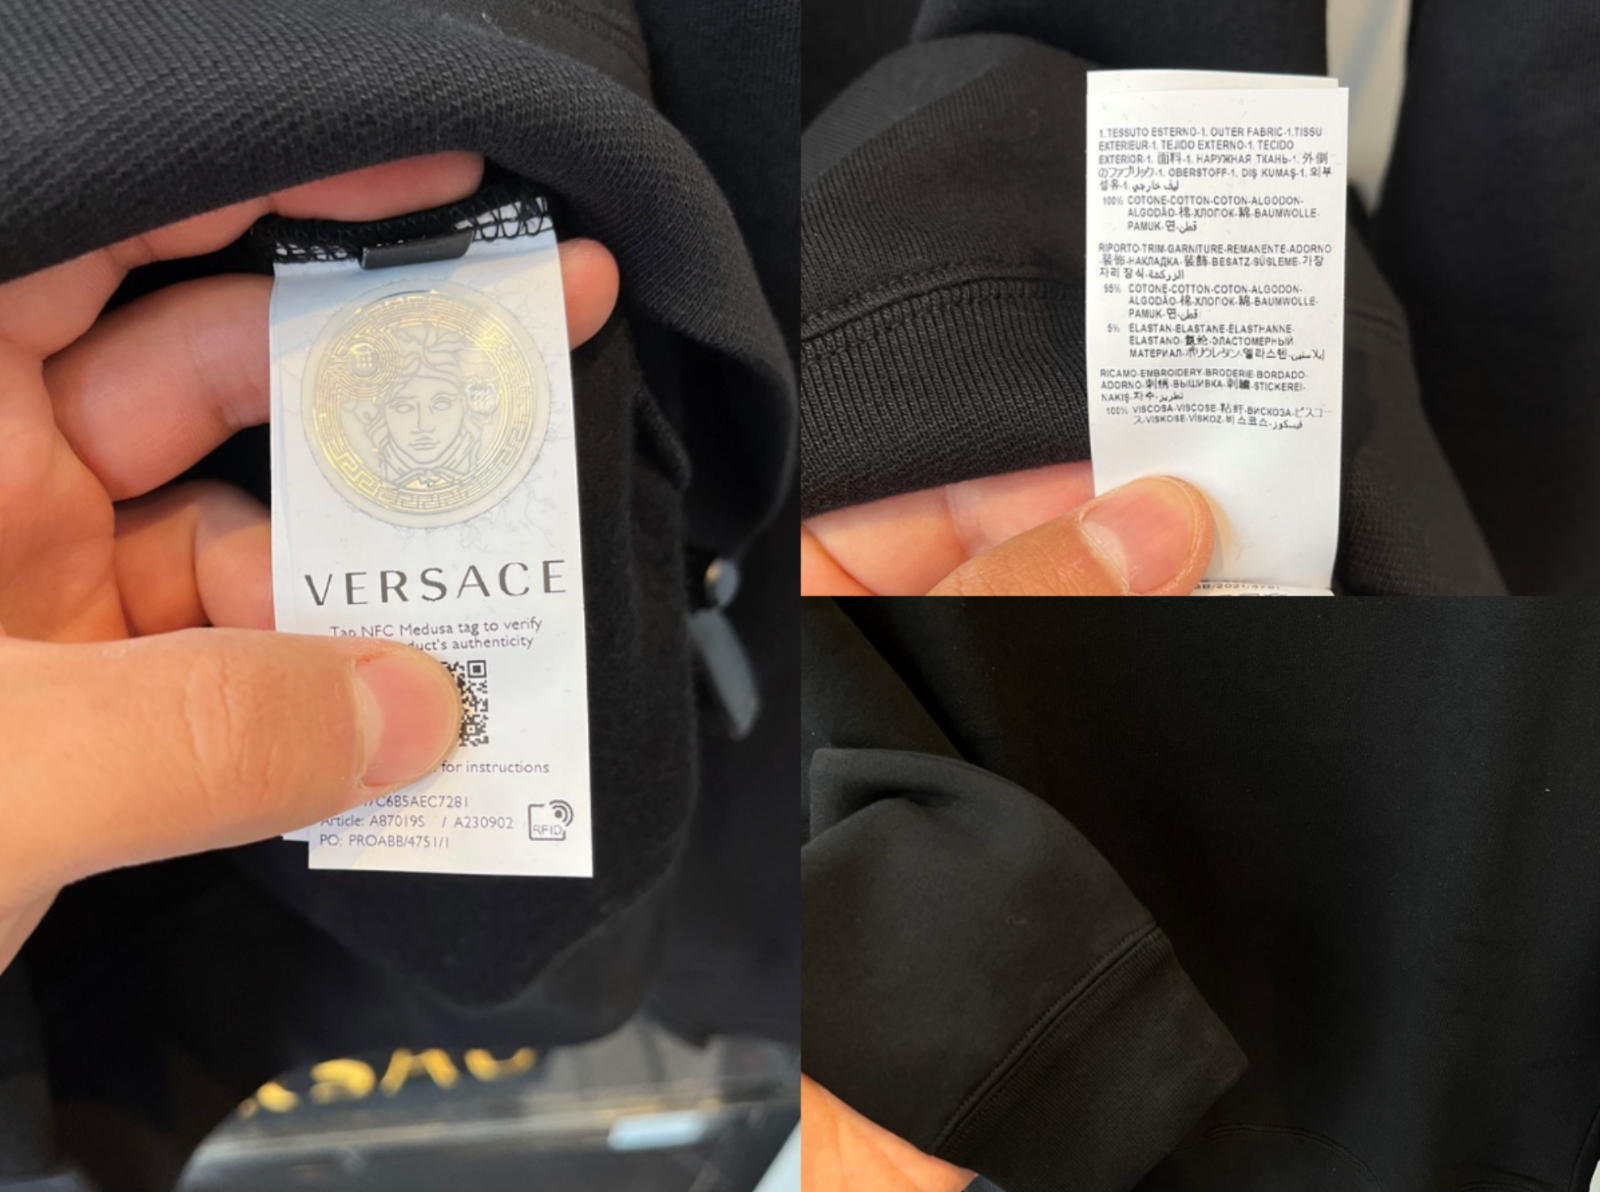 VERSACE
Tap NFC Medusa tag to verify
duct's authenticity
for instructions
C6B5AEC7281
Article: A87019S / A230902
PO: PROABB/4751/1
RFID
1. TESSUTO ESTERNO-1. OUTER FABRIC-1.TISSU
EXTERIEUR-1. TEJIDO EXTERNO-1. TECIDO
EXTERIOR-1. 面料-1. НАРУЖНАЯ ТКАНЬ-1. 外側
のファブリック-1. OBERSTOFF-1. DIŞ KUMAŞ-1. 외부
섬유-1. ليف خارجي
100% COTONE-COTTON-COTON-ALGODON-
ALGODÃO-棉-ХЛОПОК-綿-BAUMWOLLE-
PAMUK-면-قطن
RIPORTO-TRIM-GARNITURE-REMANENTE-ADORNO
-装饰-НАКЛАДКА-装飾-BESATZ-SÜSLEME-가장
자리 장식-الزركشة
95% COTONE-COTTON-COTON-ALGODON-
ALGODÃO-棉-ХЛОПОК-綿-BAUMWOLLE-
PAMUK-면-قطن
5% ELASTAN-ELASTANE-ÉLASTHANNE-
ELASTANO-氨纶-ЭЛАСТОМЕРНЫЙ
МАТЕРИАЛ-ポリウレタン-엘라스텐-إيلاستين
RICAMO-EMBROIDERY-BRODERIE-BORDADO-
ADORNO-刺绣-ВЫШИВКА-刺繍-STICKEREI-
NAKIŞ-자수-تطريز
100% VISCOSA-VISCOSE-粘纤-ВИСКОЗА-ビスコー
ス-VISKOSE-VİSKOZ-비스코스-فيسكوز